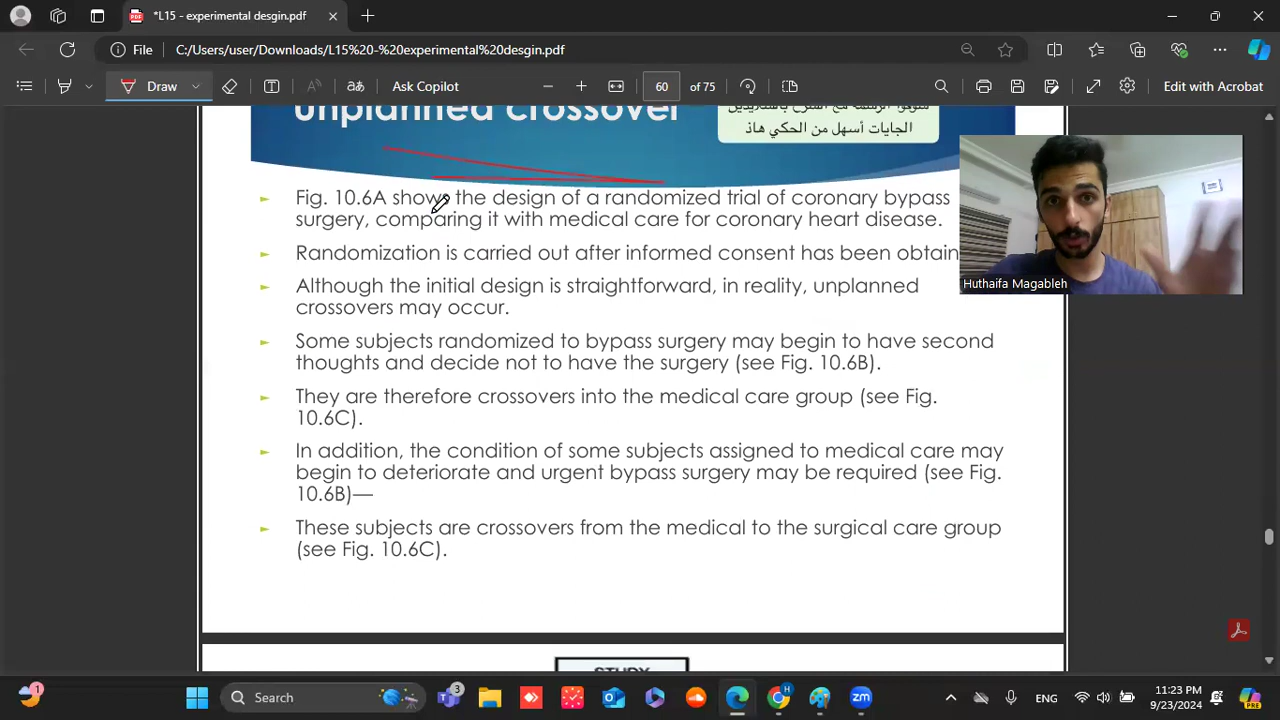 *L15 - experimental desgin.pdf
File
C:/Users/user/Downloads/L15%20-%20experimental%20desgin.pdf
Draw
Ask Copilot
60 of 75
Edit with Acrobat
unplanned crossover
الجايات أسهل من الحكي هاذ
Fig. 10.6A shows the design of a randomized trial of coronary bypass
surgery, comparing it with medical care for coronary heart disease.
Randomization is carried out after informed consent has been obtain
Although the initial design is straightforward, in reality, unplanned
crossovers may occur.
Some subjects randomized to bypass surgery may begin to have second
thoughts and decide not to have the surgery (see Fig. 10.6B).
They are therefore crossovers into the medical care group (see Fig.
10.6C).
In addition, the condition of some subjects assigned to medical care may
begin to deteriorate and urgent bypass surgery may be required (see Fig.
10.6B)—
These subjects are crossovers from the medical to the surgical care group
(see Fig. 10.6C).
Huthaifa Magableh
STUDY
1
Search
3
ENG
11:23 PM
9/23/2024
PRE